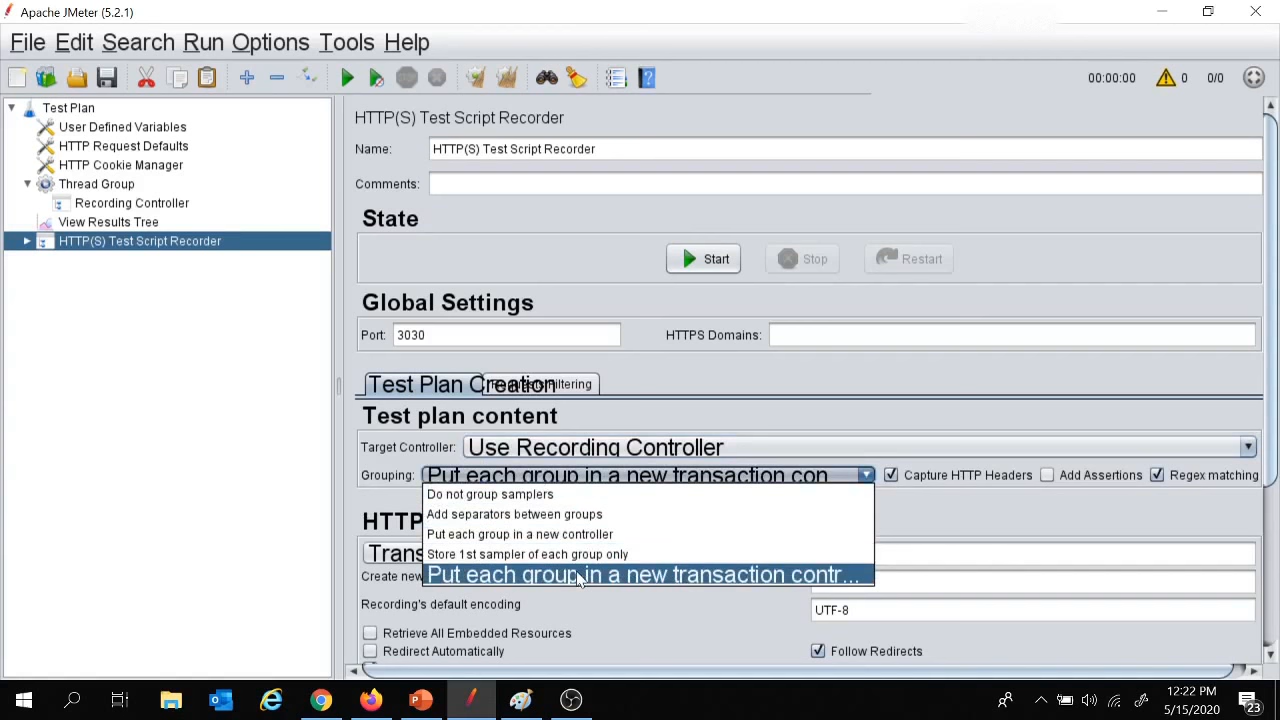 Apache JMeter (5.2.1)
File Edit Search Run Options Tools Help
00:00:00 0 0/0
Test Plan
User Defined Variables
HTTP Request Defaults
HTTP Cookie Manager
Thread Group
Recording Controller
View Results Tree
HTTP(S) Test Script Recorder
HTTP(S) Test Script Recorder
Name: HTTP(S) Test Script Recorder
Comments:
State
Start Stop Restart
Global Settings
Port: 3030 HTTPS Domains:
Test Plan Creation Filtering
Test plan content
Target Controller: Use Recording Controller
Grouping: Put each group in a new transaction con Capture HTTP Headers Add Assertions Regex matching
Do not group samplers
Add separators between groups
Put each group in a new controller
Store 1st sampler of each group only
Put each group in a new transaction contr...
HTTP
Trans
Create new
Recording's default encoding UTF-8
Retrieve All Embedded Resources
Redirect Automatically Follow Redirects
12:22 PM
5/15/2020
23